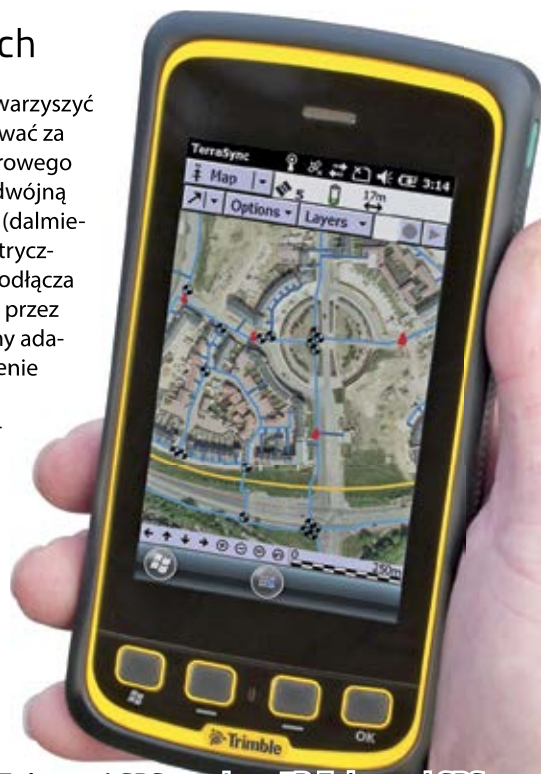 ch
warzyszyć
wać za
rowego
dwójną
(dalmie-
trycz-
odłącza
przez
ny ada-
enie
TerraSync
3:14
Map
5
17m
Options
Layers
0
250m
OK
Trimble